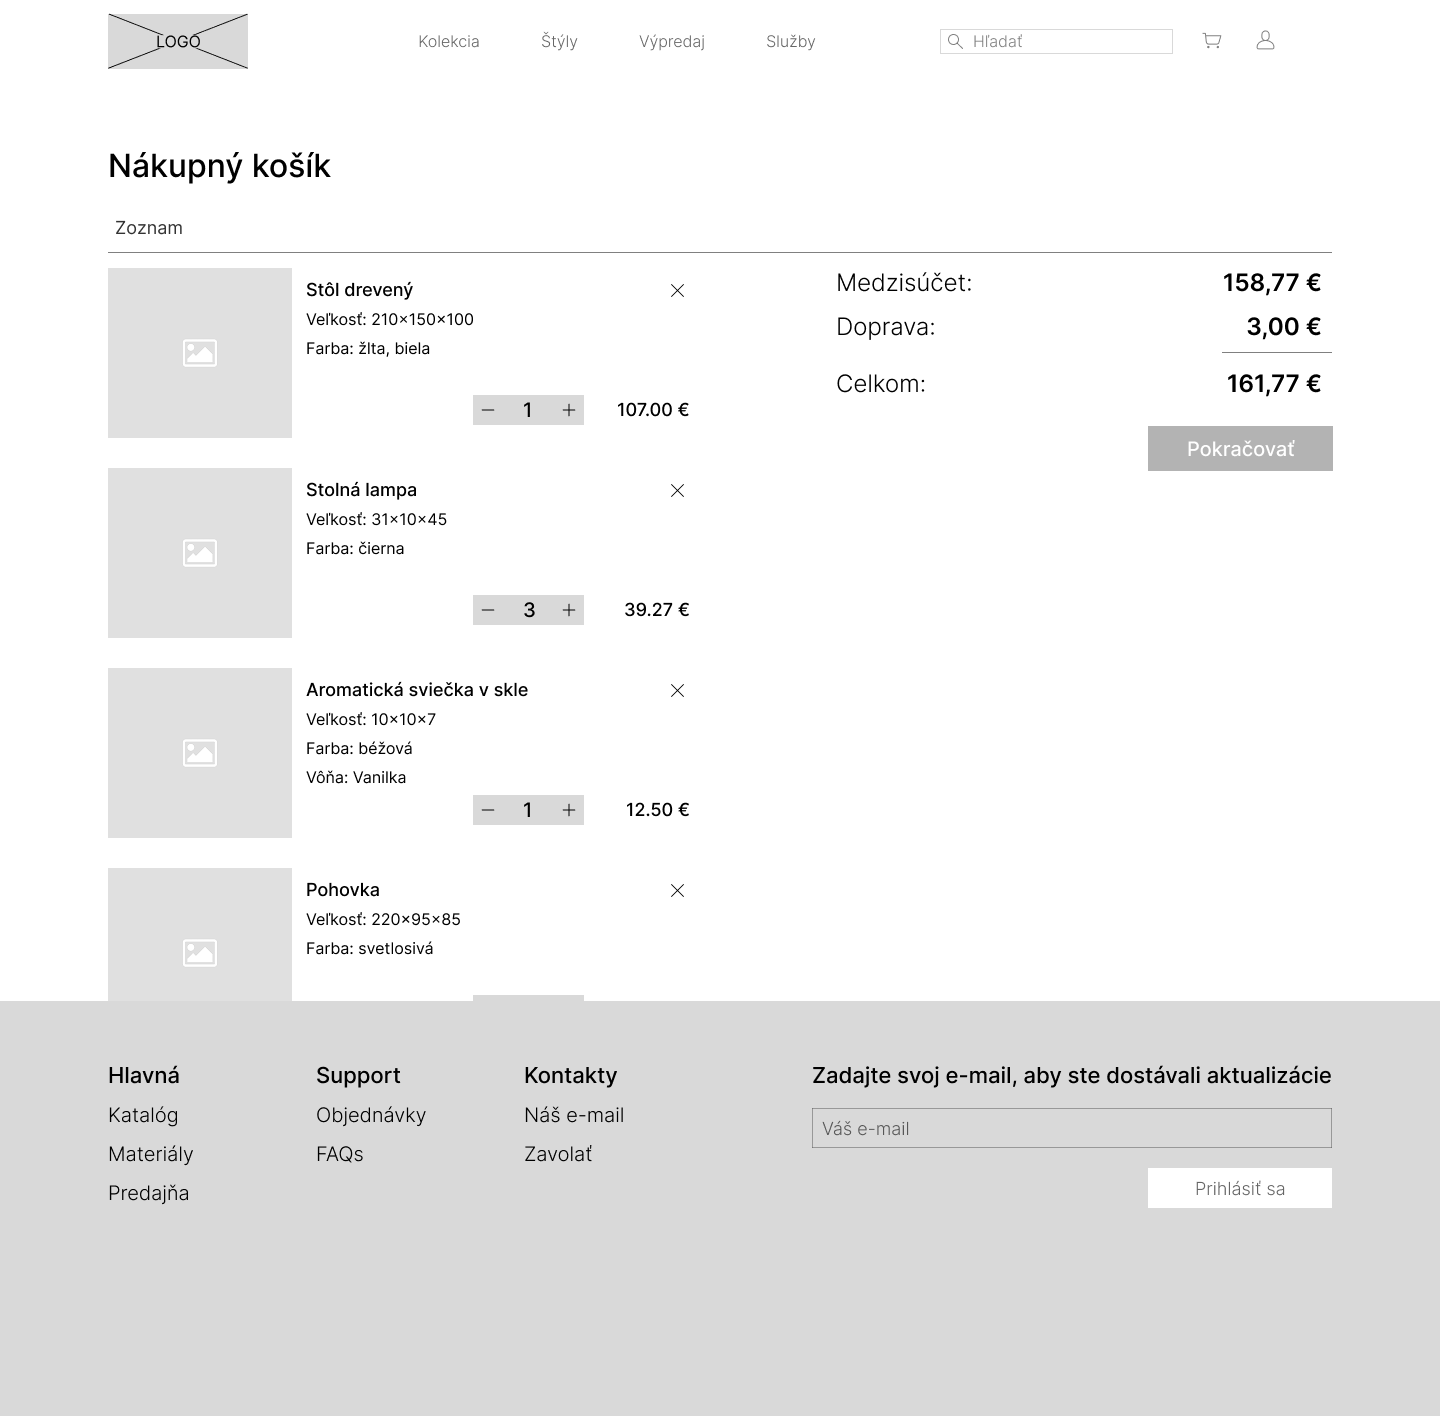 LOGO
Kolekcia
Štýly
Výpredaj
Služby
Hľadať
Nákupný košík
Zoznam
Stôl drevený
Veľkosť: 210×150×100
Farba: žlta, biela
1
107.00 €
Stolná lampa
Veľkosť: 31×10×45
Farba: čierna
3
39.27 €
Aromatická sviečka v skle
Veľkosť: 10×10×7
Farba: béžová
Vôňa: Vanilka
1
12.50 €
Pohovka
Veľkosť: 220×95×85
Farba: svetlosivá
Medzisúčet: 158,77 €
Doprava: 3,00 €
Celkom: 161,77 €
Pokračovať
Hlavná
Katalóg
Materiály
Predajňa
Support
Objednávky
FAQs
Kontakty
Náš e-mail
Zavolať
Zadajte svoj e-mail, aby ste dostávali aktualizácie
Váš e-mail
Prihlásiť sa